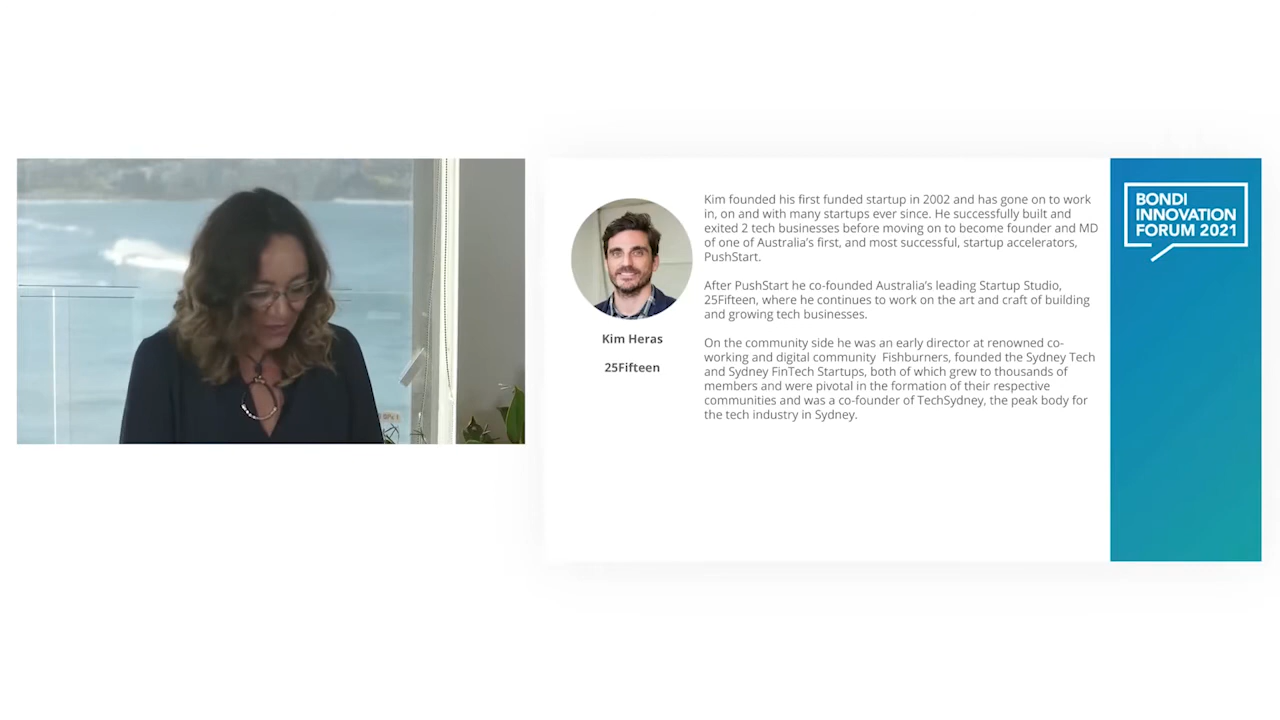 Kim founded his first funded startup in 2002 and has gone on to work
in, on and with many startups ever since. He successfully built and
exited 2 tech businesses before moving on to become founder and MD
of one of Australia's first, and most successful, startup accelerators,
PushStart.
After PushStart he co-founded Australia's leading Startup Studio,
25Fifteen, where he continues to work on the art and craft of building
and growing tech businesses.
On the community side he was an early director at renowned co-
working and digital community Fishburners, founded the Sydney Tech
and Sydney FinTech Startups, both of which grew to thousands of
members and were pivotal in the formation of their respective
communities and was a co-founder of TechSydney, the peak body for
the tech industry in Sydney.
Kim Heras
25Fifteen
BONDI
INNOVATION
FORUM 2021